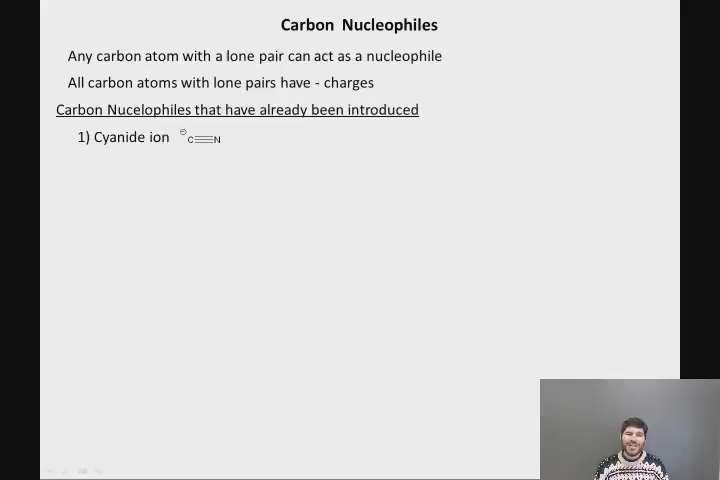 Carbon Nucleophiles
Any carbon atom with a lone pair can act as a nucleophile
All carbon atoms with lone pairs have - charges
Carbon Nucelophiles that have already been introduced
1) Cyanide ion ⊖C≡N